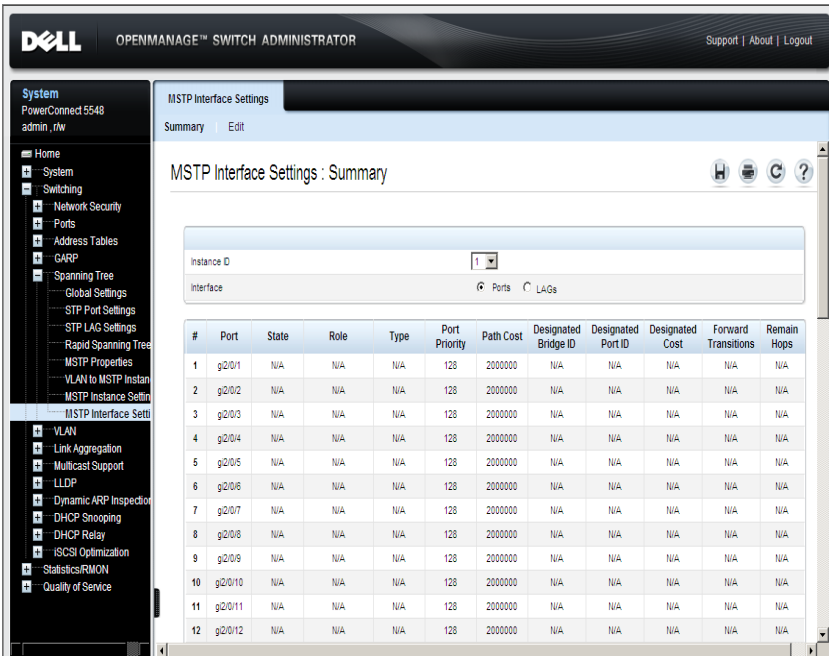 DELL OPENMANAGE™ SWITCH ADMINISTRATOR Support | About | Logout
System
PowerConnect 5548
admin , r/w
Home
System
Switching
Network Security
Ports
Address Tables
GARP
Spanning Tree
Global Settings
STP Port Settings
STP LAG Settings
Rapid Spanning Tree
MSTP Properties
VLAN to MSTP Instan
MSTP Instance Settin
MSTP Interface Setti
VLAN
Link Aggregation
Multicast Support
LLDP
Dynamic ARP Inspection
DHCP Snooping
DHCP Relay
iSCSI Optimization
Statistics/RMON
Quality of Service
MSTP Interface Settings
Summary Edit
MSTP Interface Settings : Summary
Instance ID 1
Interface Ports LAGs
# Port State Role Type Port Priority Path Cost Designated Bridge ID Designated Port ID Designated Cost Forward Transitions Remain Hops
1 gi2/0/1 N/A N/A N/A 128 2000000 N/A N/A N/A N/A N/A
2 gi2/0/2 N/A N/A N/A 128 2000000 N/A N/A N/A N/A N/A
3 gi2/0/3 N/A N/A N/A 128 2000000 N/A N/A N/A N/A N/A
4 gi2/0/4 N/A N/A N/A 128 2000000 N/A N/A N/A N/A N/A
5 gi2/0/5 N/A N/A N/A 128 2000000 N/A N/A N/A N/A N/A
6 gi2/0/6 N/A N/A N/A 128 2000000 N/A N/A N/A N/A N/A
7 gi2/0/7 N/A N/A N/A 128 2000000 N/A N/A N/A N/A N/A
8 gi2/0/8 N/A N/A N/A 128 2000000 N/A N/A N/A N/A N/A
9 gi2/0/9 N/A N/A N/A 128 2000000 N/A N/A N/A N/A N/A
10 gi2/0/10 N/A N/A N/A 128 2000000 N/A N/A N/A N/A N/A
11 gi2/0/11 N/A N/A N/A 128 2000000 N/A N/A N/A N/A N/A
12 gi2/0/12 N/A N/A N/A 128 2000000 N/A N/A N/A N/A N/A